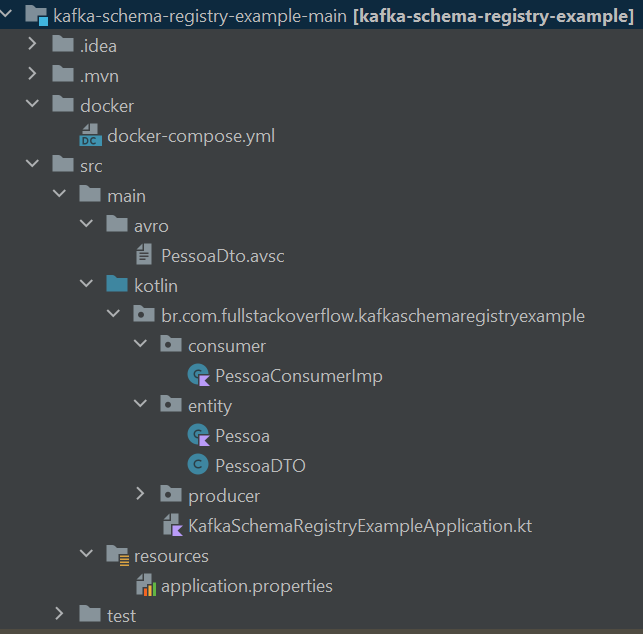 kafka-schema-registry-example-main [kafka-schema-registry-example]
.idea
.mvn
docker
DC docker-compose.yml
src
main
avro
PessoaDto.avsc
kotlin
br.com.fullstackoverflow.kafkaschemaregistryexample
consumer
C PessoaConsumerImp
entity
C Pessoa
C PessoaDTO
producer
KafkaSchemaRegistryExampleApplication.kt
resources
application.properties
test